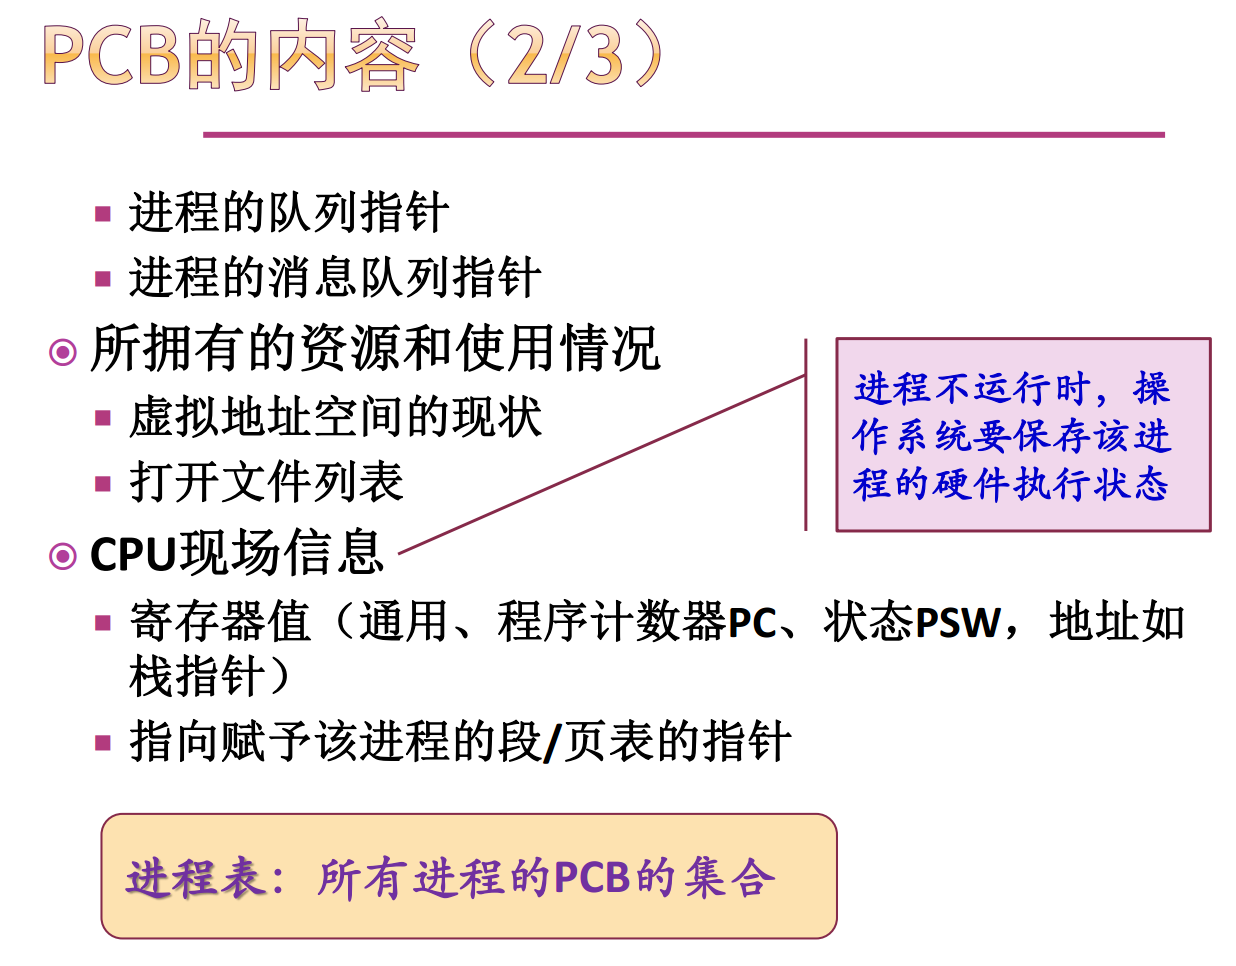 PCB的内容（2/3）
进程的队列指针
进程的消息队列指针
所拥有的资源和使用情况
虚拟地址空间的现状
打开文件列表
进程不运行时，操
作系统要保存该进
程的硬件执行状态
CPU现场信息
寄存器值（通用、程序计数器PC、状态PSW，地址如
栈指针）
指向赋予该进程的段/页表的指针
进程表：所有进程的PCB的集合